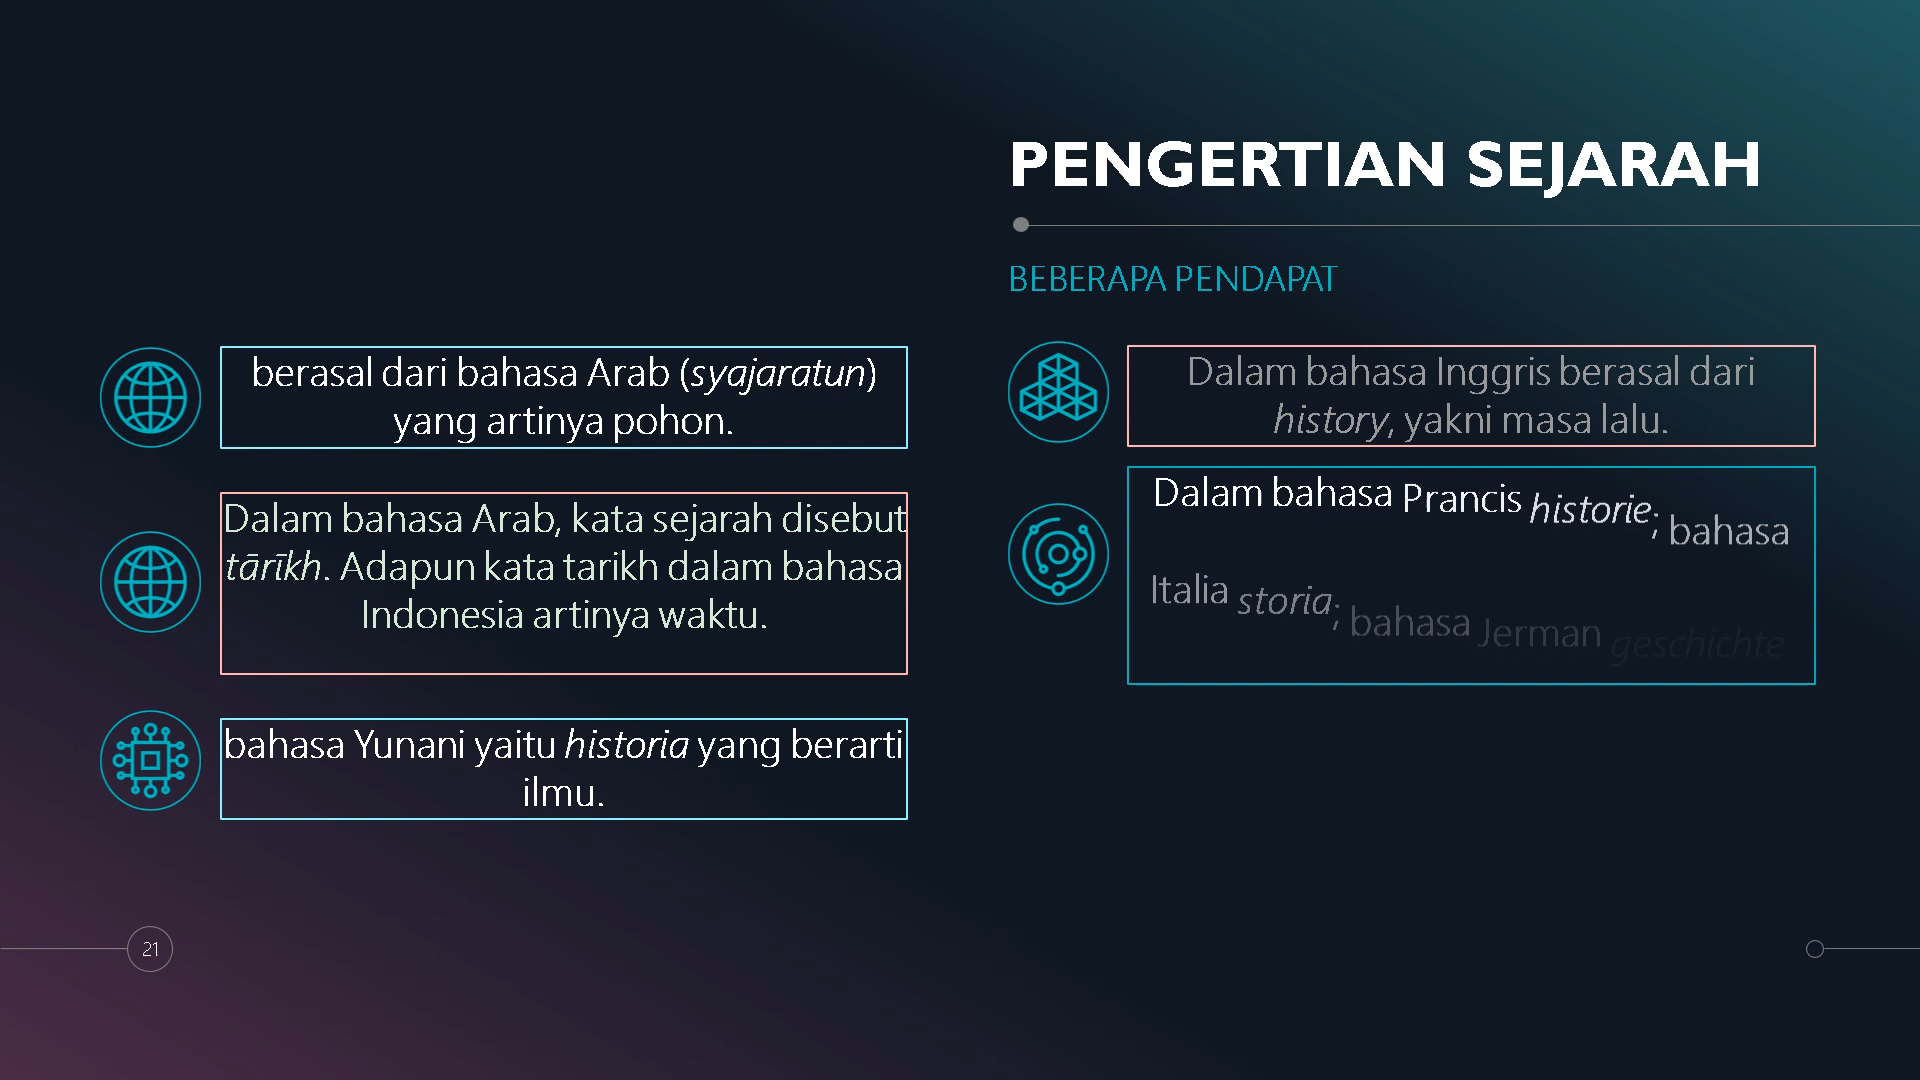 PENGERTIAN SEJARAH
BEBERAPA PENDAPAT
berasal dari bahasa Arab (syajaratun)
yang artinya pohon.
Dalam bahasa Arab, kata sejarah disebut
tārīkh. Adapun kata tarikh dalam bahasa
Indonesia artinya waktu.
bahasa Yunani yaitu historia yang berarti
ilmu.
Dalam bahasa Inggris berasal dari
history, yakni masa lalu.
Dalam bahasa Prancis historie; bahasa
Italia storia; bahasa Jerman geschichte
21